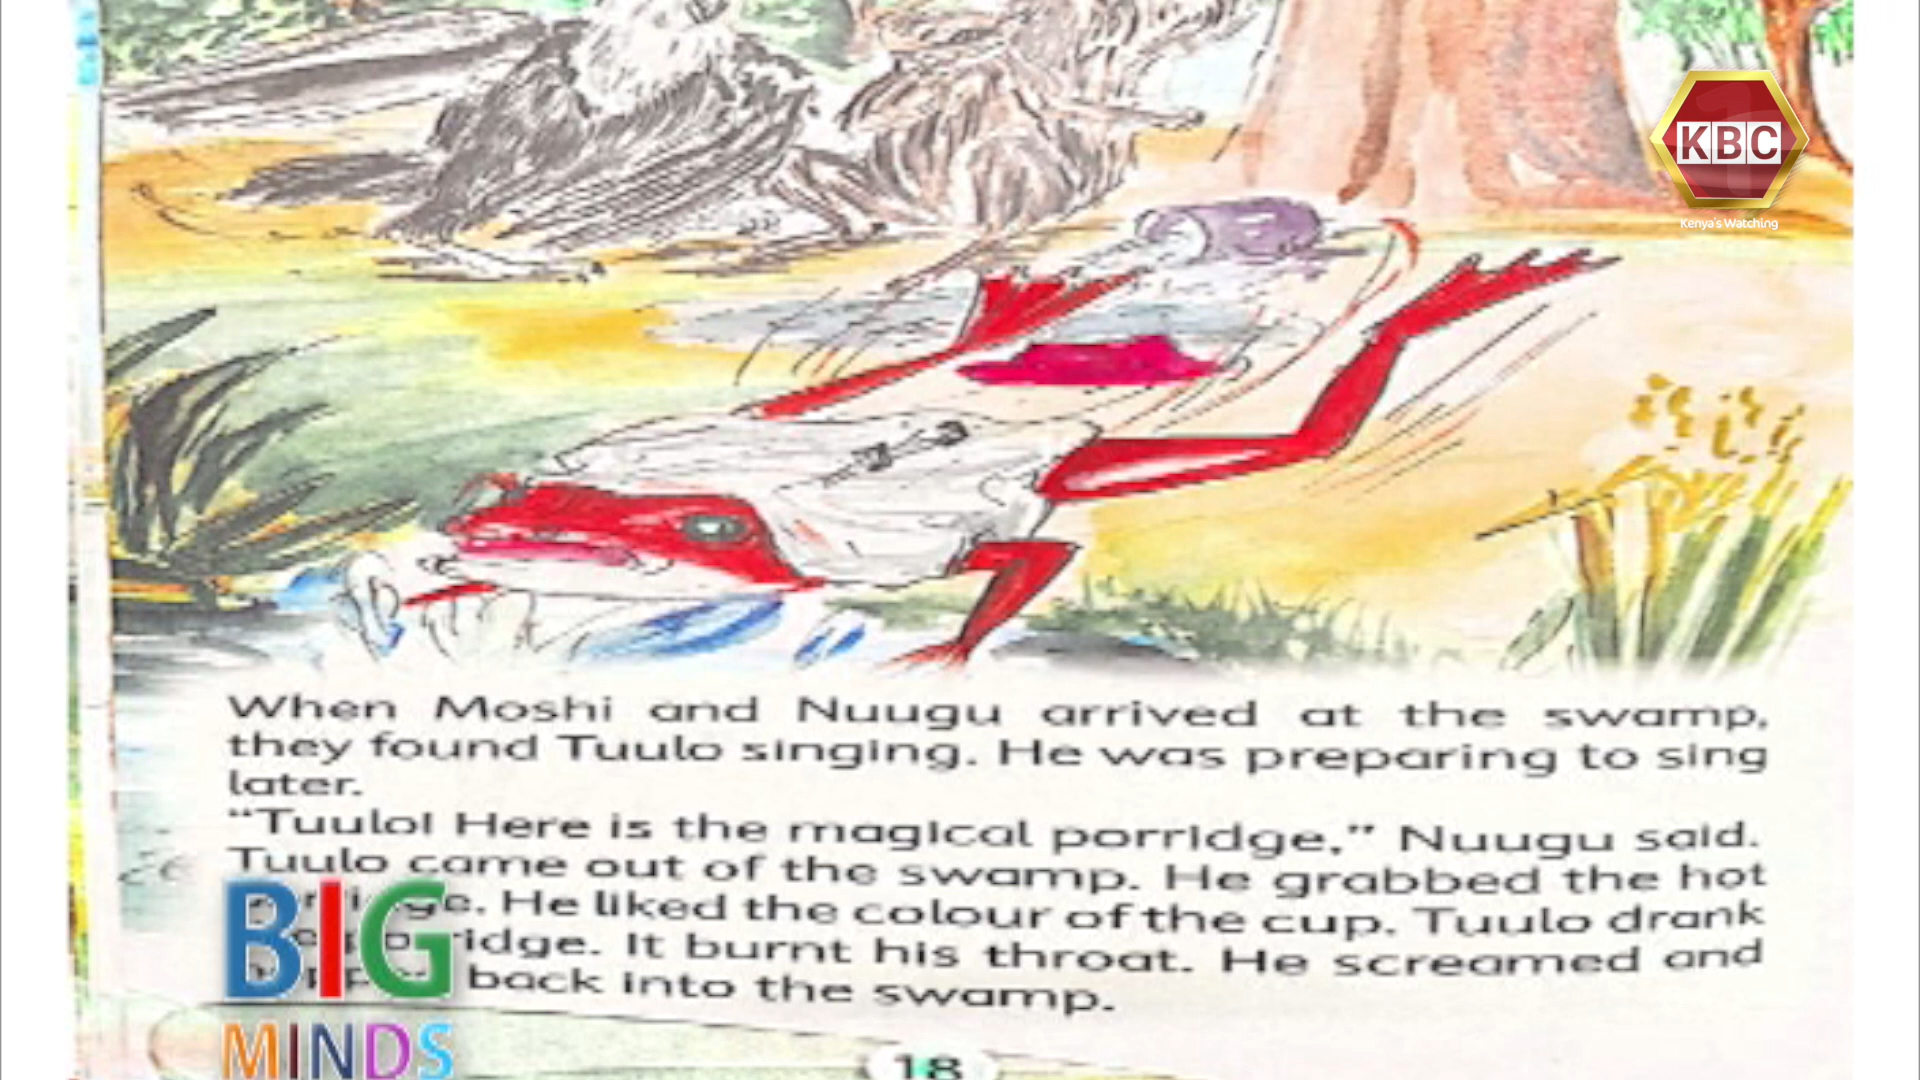 KBC
Kenya's Watching
When Moshi and Nuugu arrived at the swamp,
they found Tuulo singing. He was preparing to sing
later.
“Tuulo! Here is the magical porridge,” Nuugu said.
Tuulo came out of the swamp. He grabbed the hot
He liked the colour of the cup. Tuulo drank
It burnt his throat. He screamed and
back into the swamp.
BIG
MINDS
18